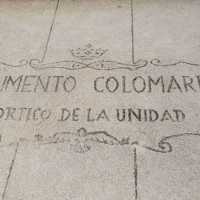 UMENTO COLOMAR
ORTICO DE LA UNIDAD